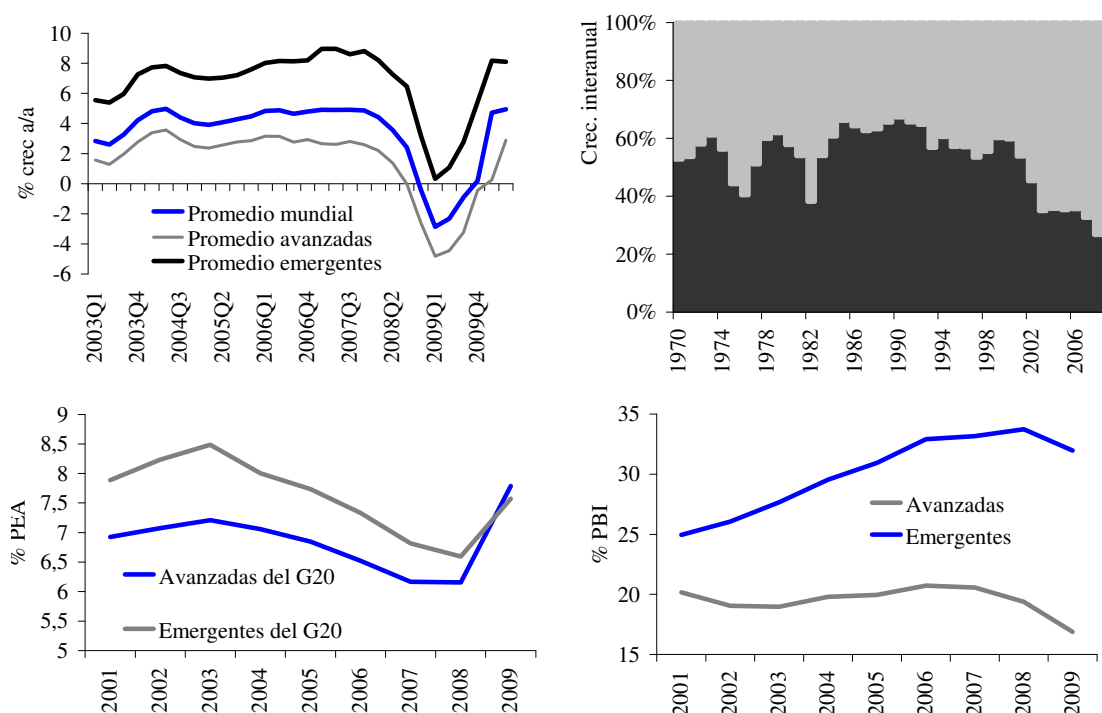 10
8
6
4
2
0
-2
-4
-6
% crec a/a
Promedio mundial
Promedio avanzadas
Promedio emergentes
2003Q1
2003Q4
2004Q3
2005Q2
2006Q1
2006Q4
2007Q3
2008Q2
2009Q1
2009Q4
100%
80%
60%
40%
20%
0%
Crec. interanual
1970
1974
1978
1982
1986
1990
1994
1998
2002
2006
9
8,5
8
7,5
7
6,5
6
5,5
5
% PEA
Avanzadas del G20
Emergentes del G20
2001
2002
2003
2004
2005
2006
2007
2008
2009
35
30
25
20
15
% PBI
Avanzadas
Emergentes
2001
2002
2003
2004
2005
2006
2007
2008
2009